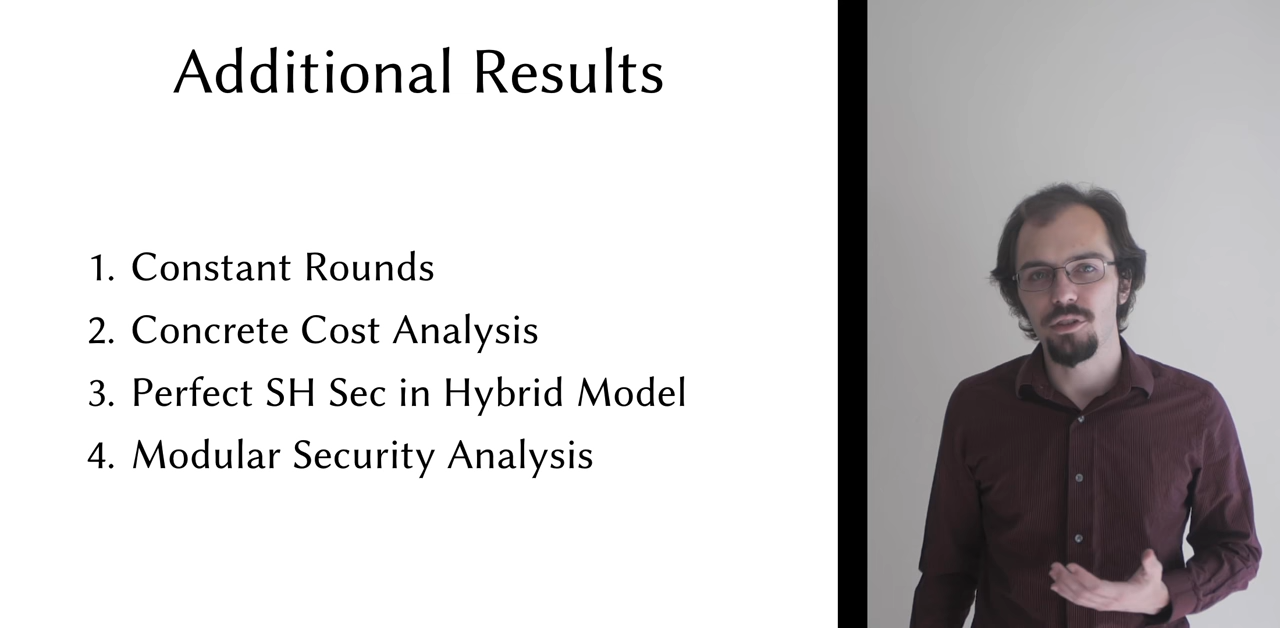 Additional Results
1. Constant Rounds
2. Concrete Cost Analysis
3. Perfect SH Sec in Hybrid Model
4. Modular Security Analysis